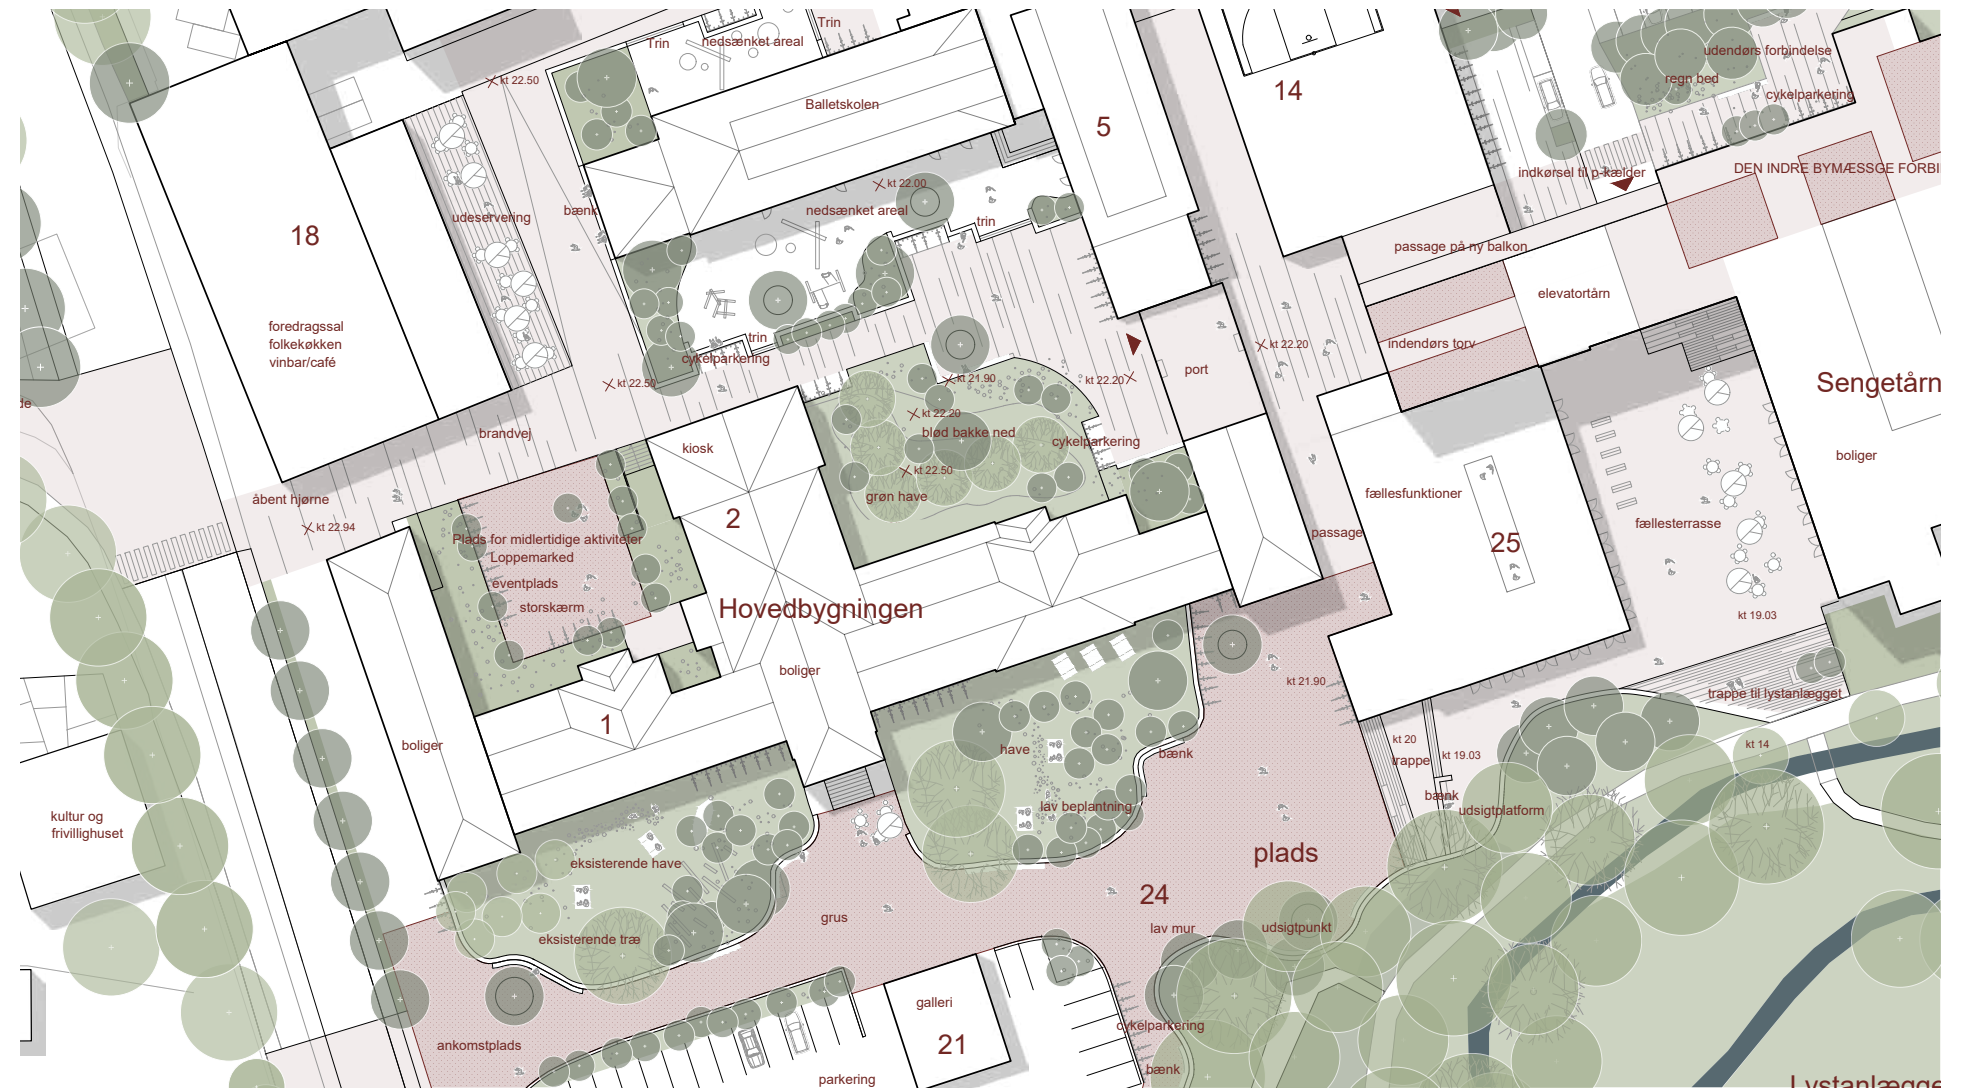 Trin
Trin
nedsænket areal
kt 22.50
Balletskolen
5
14
udendørs forbindelse
regn bed
cykelparkering
indkørsel til p-kælder
DEN INDRE BYMÆSSGE FORBI
kt 22.00
nedsænket areal
trin
udeservering
bænk
18
foredragssal
folkekøkken
vinbar/café
passage på ny balkon
elevatortårn
indendørs torv
kt 22.20
port
kt 22.20
trin
cykelparkering
kt 22.50
kt 21.90
kt 22.20
blød bakke ned
cykelparkering
kt 22.50
grøn have
Sengetårn
boliger
de
brandvej
kiosk
åbent hjørne
kt 22.94
2
fællesfunktioner
25
fællesterrasse
passage
Plads for midlertidige aktiviteter
Loppemarked
eventplads
storskærm
Hovedbygningen
boliger
kt 19.03
kt 21.90
trappe til lystanlægget
1
boliger
have
bænk
kt 20
trappe
kt 19.03
kt 14
bænk
udsigtplatform
lav beplantning
kultur og
frivillighuset
eksisterende have
plads
24
grus
lav mur
udsigtpunkt
eksisterende træ
galleri
21
cykelparkering
ankomstplads
bænk
parkering
Lystanlægge